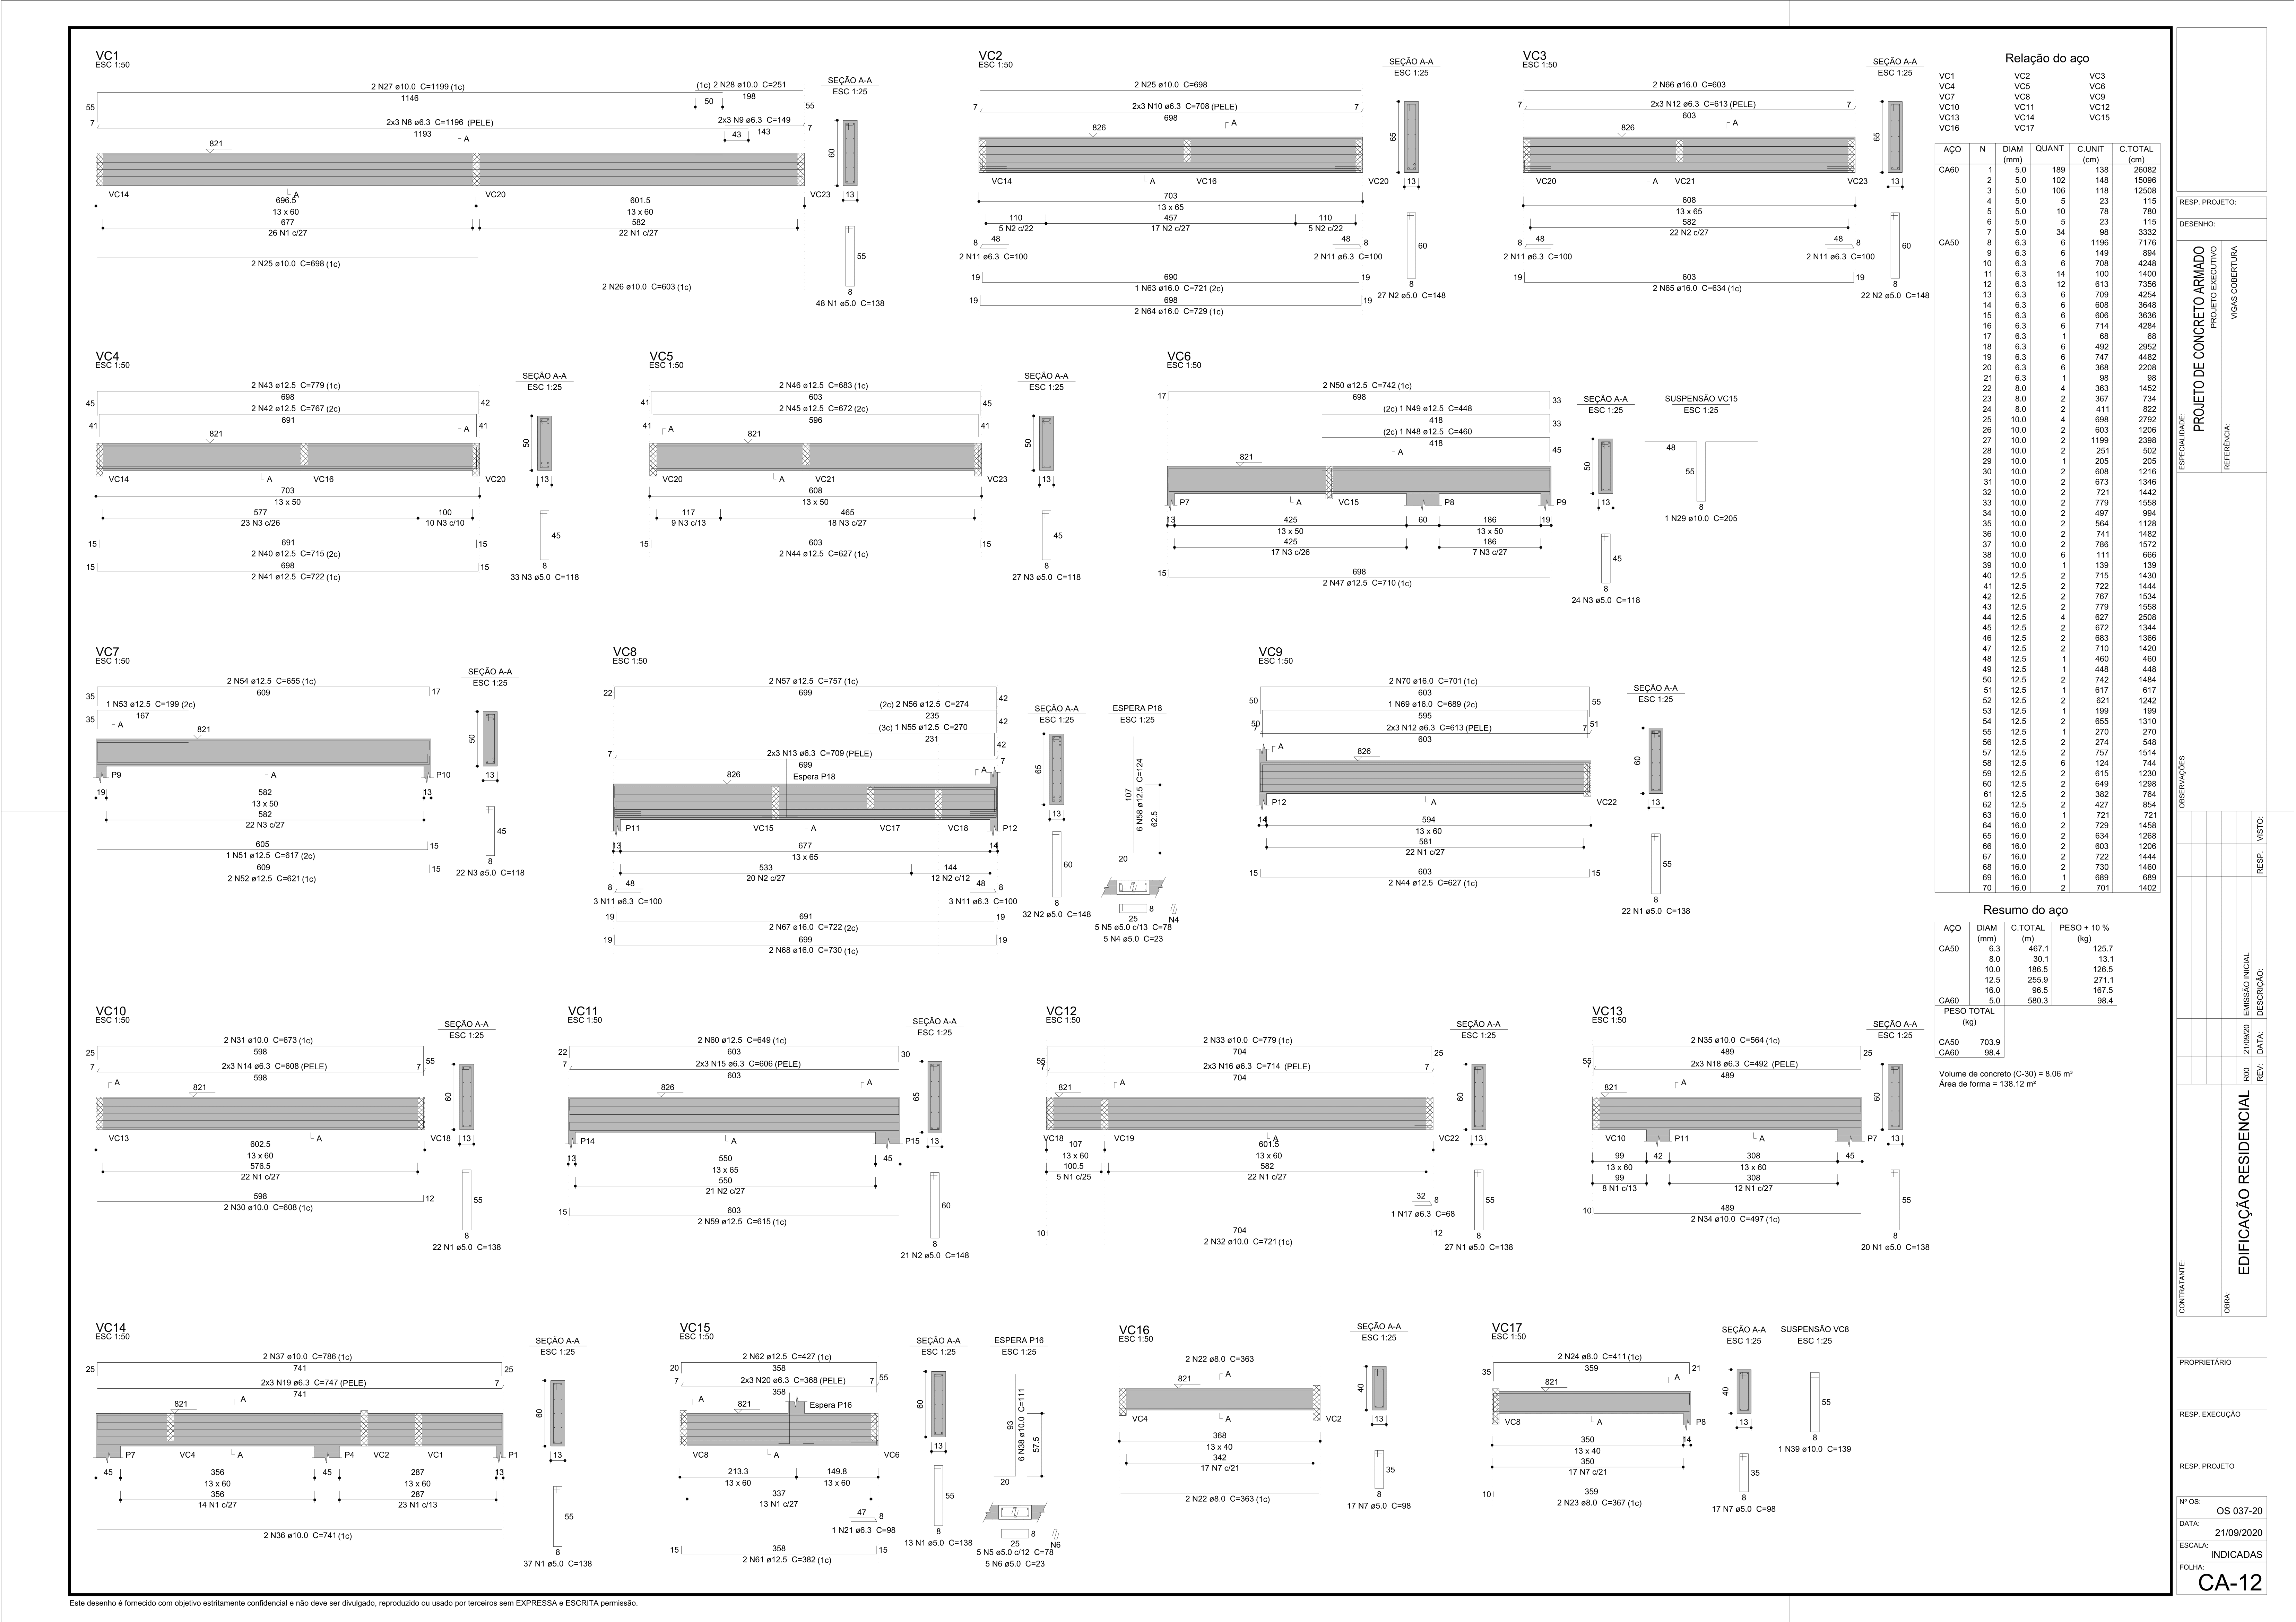 VC1
ESC 1:50
2 N27 ø10.0 C=1199 (1c)
1146
(1c) 2 N28 ø10.0 C=251
198
50
55
55
7
2x3 N8 ø6.3 C=1196 (PELE)
1193
2x3 N9 ø6.3 C=149
143
43
7
A
821
VC14
A
VC20
VC23
696.5
601.5
13 x 60
13 x 60
677
582
26 N1 c/27
22 N1 c/27
2 N25 ø10.0 C=698 (1c)
2 N26 ø10.0 C=603 (1c)
SEÇÃO A-A
ESC 1:25
60
13
55
8
48 N1 ø5.0 C=138
VC2
ESC 1:50
2 N25 ø10.0 C=698
7
2x3 N10 ø6.3 C=708 (PELE)
7
698
826
A
VC14
A
VC16
VC20
703
13 x 65
110
457
110
5 N2 c/22
17 N2 c/27
5 N2 c/22
8
48
48
8
2 N11 ø6.3 C=100
2 N11 ø6.3 C=100
19
690
19
1 N63 ø16.0 C=721 (2c)
19
698
19
2 N64 ø16.0 C=729 (1c)
SEÇÃO A-A
ESC 1:25
65
13
60
8
27 N2 ø5.0 C=148
VC3
ESC 1:50
2 N66 ø16.0 C=603
7
2x3 N12 ø6.3 C=613 (PELE)
7
603
826
A
VC20
A
VC21
VC23
608
13 x 65
582
22 N2 c/27
8
48
48
8
2 N11 ø6.3 C=100
2 N11 ø6.3 C=100
19
603
19
2 N65 ø16.0 C=634 (1c)
SEÇÃO A-A
ESC 1:25
65
13
60
8
22 N2 ø5.0 C=148
VC4
ESC 1:50
2 N43 ø12.5 C=779 (1c)
45
698
42
2 N42 ø12.5 C=767 (2c)
41
691
41
821
A
VC14
A
VC16
VC20
703
13 x 50
577
100
23 N3 c/26
10 N3 c/10
15
691
15
2 N40 ø12.5 C=715 (2c)
15
698
15
2 N41 ø12.5 C=722 (1c)
SEÇÃO A-A
ESC 1:25
50
13
45
8
33 N3 ø5.0 C=118
VC5
ESC 1:50
2 N46 ø12.5 C=683 (1c)
41
603
45
2 N45 ø12.5 C=672 (2c)
41
596
41
A
821
VC20
A
VC21
VC23
608
13 x 50
117
465
9 N3 c/13
18 N3 c/27
15
603
15
2 N44 ø12.5 C=627 (1c)
SEÇÃO A-A
ESC 1:25
50
13
45
8
27 N3 ø5.0 C=118
VC6
ESC 1:50
2 N50 ø12.5 C=742 (1c)
17
698
33
(2c) 1 N49 ø12.5 C=448
418
33
(2c) 1 N48 ø12.5 C=460
418
45
A
821
P7
A
VC15
P8
P9
13
425
60
186
19
13 x 50
13 x 50
425
186
17 N3 c/26
7 N3 c/27
15
698
2 N47 ø12.5 C=710 (1c)
SEÇÃO A-A
ESC 1:25
50
13
45
8
24 N3 ø5.0 C=118
SUSPENSÃO VC15
ESC 1:25
48
55
8
1 N29 ø10.0 C=205
VC7
ESC 1:50
2 N54 ø12.5 C=655 (1c)
35
609
17
1 N53 ø12.5 C=199 (2c)
35
167
A
821
P9
A
P10
19
582
13
13 x 50
582
22 N3 c/27
605
15
1 N51 ø12.5 C=617 (2c)
609
15
2 N52 ø12.5 C=621 (1c)
SEÇÃO A-A
ESC 1:25
50
13
45
8
22 N3 ø5.0 C=118
VC8
ESC 1:50
2 N57 ø12.5 C=757 (1c)
22
699
42
(2c) 2 N56 ø12.5 C=274
235
42
(3c) 1 N55 ø12.5 C=270
231
42
7
2x3 N13 ø6.3 C=709 (PELE)
7
699
826
Espera P18
A
P11
VC15
A
VC17
VC18
P12
13
677
14
13 x 65
533
144
20 N2 c/27
12 N2 c/12
8
48
48
8
3 N11 ø6.3 C=100
3 N11 ø6.3 C=100
19
691
19
2 N67 ø16.0 C=722 (2c)
19
699
19
2 N68 ø16.0 C=730 (1c)
SEÇÃO A-A
ESC 1:25
65
13
60
8
32 N2 ø5.0 C=148
ESPERA P18
ESC 1:25
107
6 N58 ø12.5 C=124
62.5
20
8
25
N4
5 N5 ø5.0 c/13 C=78
5 N4 ø5.0 C=23
VC9
ESC 1:50
2 N70 ø16.0 C=701 (1c)
50
603
55
1 N69 ø16.0 C=689 (2c)
50
595
51
7
2x3 N12 ø6.3 C=613 (PELE)
7
603
A
826
P12
A
VC22
14
594
13 x 60
581
22 N1 c/27
15
603
15
2 N44 ø12.5 C=627 (1c)
SEÇÃO A-A
ESC 1:25
60
13
55
8
22 N1 ø5.0 C=138
VC10
ESC 1:50
2 N31 ø10.0 C=673 (1c)
25
598
55
7
2x3 N14 ø6.3 C=608 (PELE)
7
598
A
821
VC13
A
VC18
602.5
13 x 60
576.5
22 N1 c/27
598
12
2 N30 ø10.0 C=608 (1c)
SEÇÃO A-A
ESC 1:25
60
13
55
8
22 N1 ø5.0 C=138
VC11
ESC 1:50
2 N60 ø12.5 C=649 (1c)
22
603
30
7
2x3 N15 ø6.3 C=606 (PELE)
603
826
A
P14
A
P15
13
550
45
13 x 65
550
21 N2 c/27
15
603
2 N59 ø12.5 C=615 (1c)
SEÇÃO A-A
ESC 1:25
65
13
60
8
21 N2 ø5.0 C=148
VC12
ESC 1:50
2 N33 ø10.0 C=779 (1c)
55
704
25
7
2x3 N16 ø6.3 C=714 (PELE)
7
704
821
A
VC18
VC19
A
VC22
107
601.5
13 x 60
13 x 60
100.5
582
5 N1 c/25
22 N1 c/27
32
8
1 N17 ø6.3 C=68
10
704
12
2 N32 ø10.0 C=721 (1c)
SEÇÃO A-A
ESC 1:25
60
13
55
8
27 N1 ø5.0 C=138
VC13
ESC 1:50
2 N35 ø10.0 C=564 (1c)
55
489
25
7
2x3 N18 ø6.3 C=492 (PELE)
489
821
A
VC10
P11
A
P7
99
42
308
45
13 x 60
13 x 60
99
308
8 N1 c/13
12 N1 c/27
10
489
2 N34 ø10.0 C=497 (1c)
SEÇÃO A-A
ESC 1:25
60
13
55
8
20 N1 ø5.0 C=138
VC14
ESC 1:50
2 N37 ø10.0 C=786 (1c)
25
741
25
2x3 N19 ø6.3 C=747 (PELE)
7
741
821
A
P7
VC4
A
P4
VC2
VC1
P1
45
356
45
287
13
13 x 60
13 x 60
356
287
14 N1 c/27
23 N1 c/13
2 N36 ø10.0 C=741 (1c)
SEÇÃO A-A
ESC 1:25
60
13
55
8
37 N1 ø5.0 C=138
VC15
ESC 1:50
2 N62 ø12.5 C=427 (1c)
20
358
55
7
2x3 N20 ø6.3 C=368 (PELE)
7
358
A
821
Espera P16
VC8
A
VC6
213.3
149.8
13 x 60
13 x 60
337
13 N1 c/27
47
8
1 N21 ø6.3 C=98
15
358
15
2 N61 ø12.5 C=382 (1c)
SEÇÃO A-A
ESC 1:25
60
13
55
8
13 N1 ø5.0 C=138
ESPERA P16
ESC 1:25
93
6 N38 ø10.0 C=111
57.5
20
8
25
N6
5 N5 ø5.0 c/12 C=78
5 N6 ø5.0 C=23
VC16
ESC 1:50
2 N22 ø8.0 C=363
A
821
VC4
A
VC2
368
13 x 40
342
17 N7 c/21
2 N22 ø8.0 C=363 (1c)
SEÇÃO A-A
ESC 1:25
40
13
35
8
17 N7 ø5.0 C=98
VC17
ESC 1:50
2 N24 ø8.0 C=411 (1c)
35
359
21
A
821
VC8
A
P8
350
14
13 x 40
350
17 N7 c/21
10
359
2 N23 ø8.0 C=367 (1c)
SEÇÃO A-A
ESC 1:25
40
13
35
8
17 N7 ø5.0 C=98
SUSPENSÃO VC8
ESC 1:25
55
8
1 N39 ø10.0 C=139
Relação do aço
VC1 VC2 VC3
VC4 VC5 VC6
VC7 VC8 VC9
VC10 VC11 VC12
VC13 VC14 VC15
VC16 VC17
AÇO N DIAM QUANT C.UNIT C.TOTAL
(mm) (cm) (cm)
CA60 1 5.0 189 138 26082
2 5.0 102 148 15096
3 5.0 106 118 12508
4 5.0 5 23 115
5 5.0 10 78 780
6 5.0 5 23 115
7 5.0 34 98 3332
CA50 8 6.3 6 1196 7176
9 6.3 6 149 894
10 6.3 6 708 4248
11 6.3 14 100 1400
12 6.3 12 613 7356
13 6.3 6 709 4254
14 6.3 6 608 3648
15 6.3 6 606 3636
16 6.3 6 714 4284
17 6.3 1 68 68
18 6.3 6 492 2952
19 6.3 6 747 4482
20 6.3 6 368 2208
21 6.3 1 98 98
22 8.0 4 363 1452
23 8.0 2 367 734
24 8.0 2 411 822
25 10.0 4 698 2792
26 10.0 2 603 1206
27 10.0 2 1199 2398
28 10.0 2 251 502
29 10.0 1 205 205
30 10.0 2 608 1216
31 10.0 2 673 1346
32 10.0 2 721 1442
33 10.0 2 779 1558
34 10.0 2 497 994
35 10.0 2 564 1128
36 10.0 2 741 1482
37 10.0 2 786 1572
38 10.0 6 111 666
39 10.0 1 139 139
40 12.5 2 715 1430
41 12.5 2 722 1444
42 12.5 2 767 1534
43 12.5 2 779 1558
44 12.5 4 627 2508
45 12.5 2 672 1344
46 12.5 2 683 1366
47 12.5 2 710 1420
48 12.5 1 460 460
49 12.5 1 448 448
50 12.5 2 742 1484
51 12.5 1 617 617
52 12.5 2 621 1242
53 12.5 1 199 199
54 12.5 2 655 1310
55 12.5 1 270 270
56 12.5 2 274 548
57 12.5 2 757 1514
58 12.5 6 124 744
59 12.5 2 615 1230
60 12.5 2 649 1298
61 12.5 2 382 764
62 12.5 2 427 854
63 16.0 1 721 721
64 16.0 2 729 1458
65 16.0 2 634 1268
66 16.0 2 603 1206
67 16.0 2 722 1444
68 16.0 2 730 1460
69 16.0 1 689 689
70 16.0 2 701 1402
Resumo do aço
AÇO DIAM C.TOTAL PESO + 10 %
(mm) (m) (kg)
CA50 6.3 467.1 125.7
8.0 30.1 13.1
10.0 186.5 126.5
12.5 255.9 271.1
16.0 96.5 167.5
CA60 5.0 580.3 98.4
PESO TOTAL
(kg)
CA50 703.9
CA60 98.4
Volume de concreto (C-30) = 8.06 m³
Área de forma = 138.12 m²
RESP. PROJETO:
DESENHO:
ESPECIALIDADE:
PROJETO DE CONCRETO ARMADO
PROJETO EXECUTIVO
REFERÊNCIA:
VIGAS COBERTURA
OBSERVAÇÕES
R00 21/09/20 EMISSÃO INICIAL
REV: DATA: DESCRIÇÃO: RESP. VISTO:
CONTRATANTE:
OBRA:
EDIFICAÇÃO RESIDENCIAL
PROPRIETÁRIO
RESP. EXECUÇÃO
RESP. PROJETO
Nº OS:
OS 037-20
DATA:
21/09/2020
ESCALA:
INDICADAS
FOLHA:
CA-12
Este desenho é fornecido com objetivo estritamente confidencial e não deve ser divulgado, reproduzido ou usado por terceiros sem EXPRESSA e ESCRITA permissão.